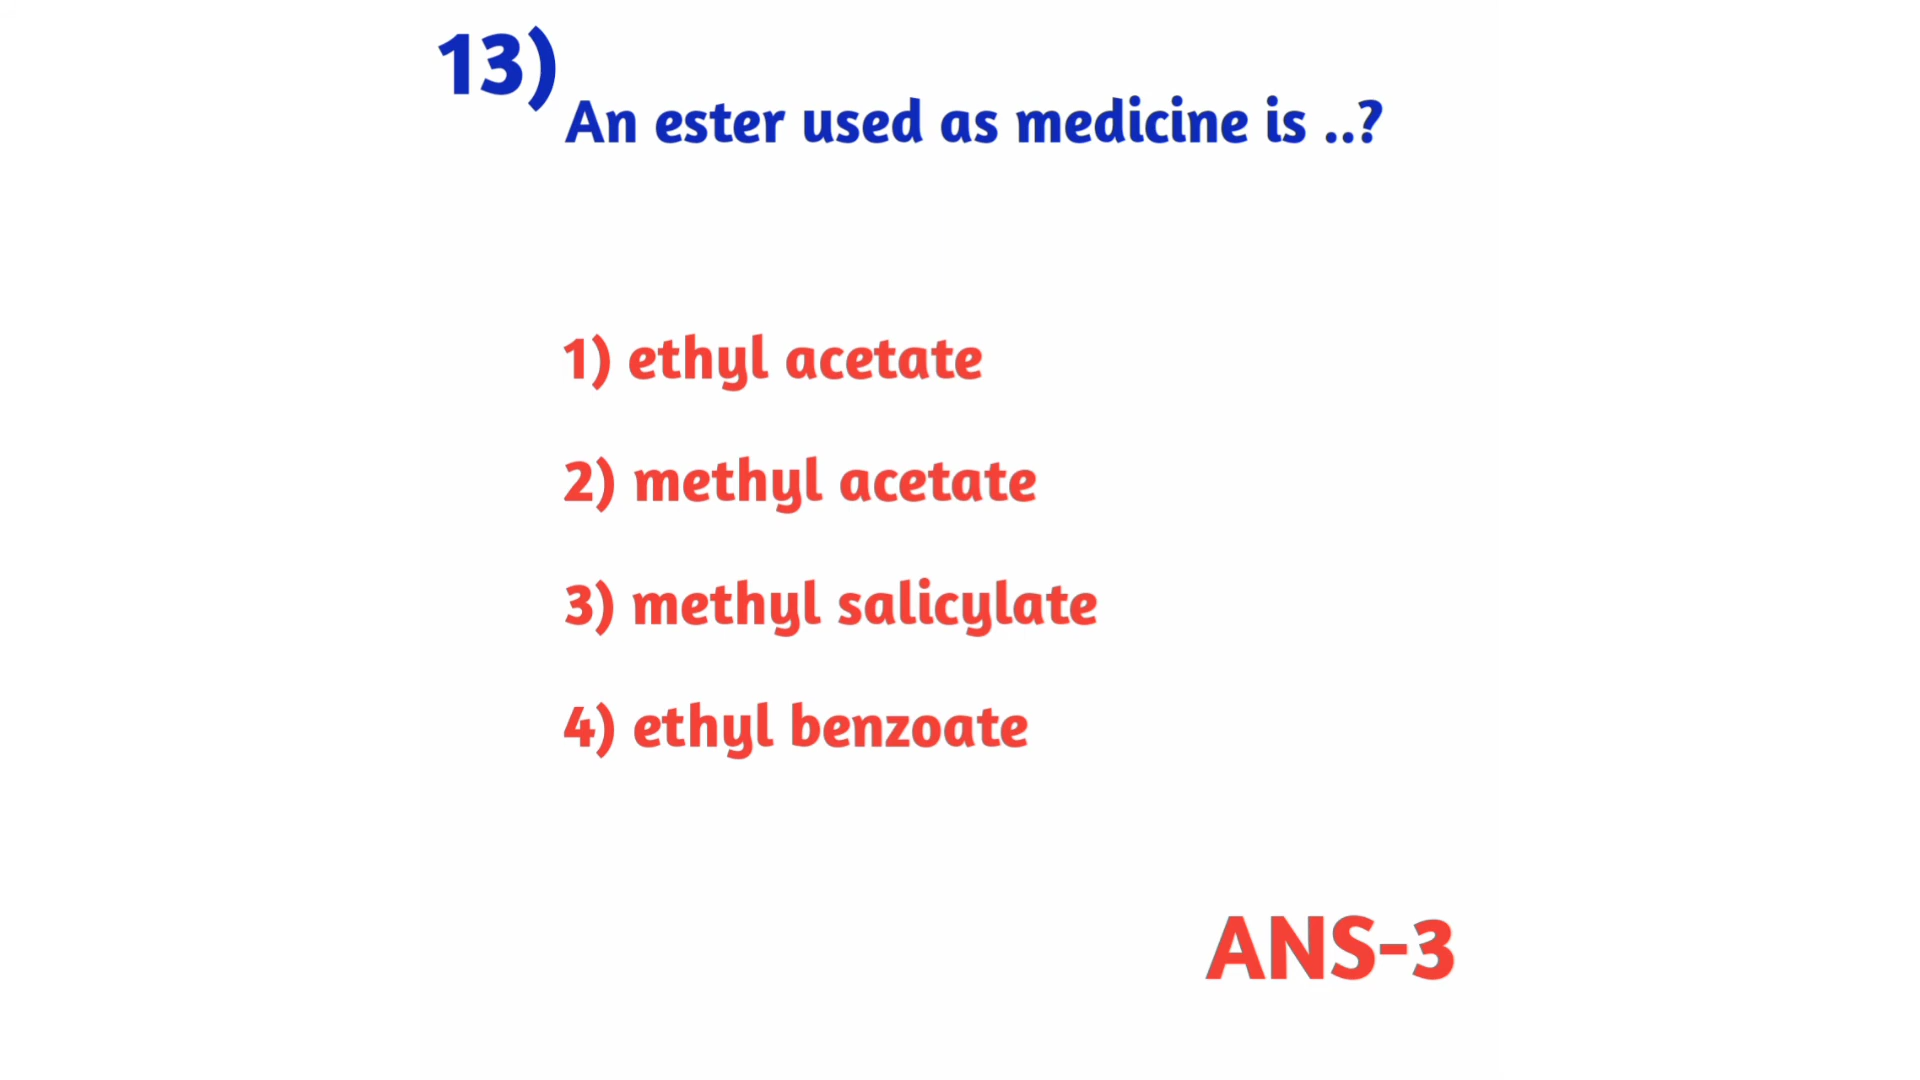 13)
An ester used as medicine is ..?
1) ethyl acetate
2) methyl acetate
3) methyl salicylate
4) ethyl benzoate
ANS-3